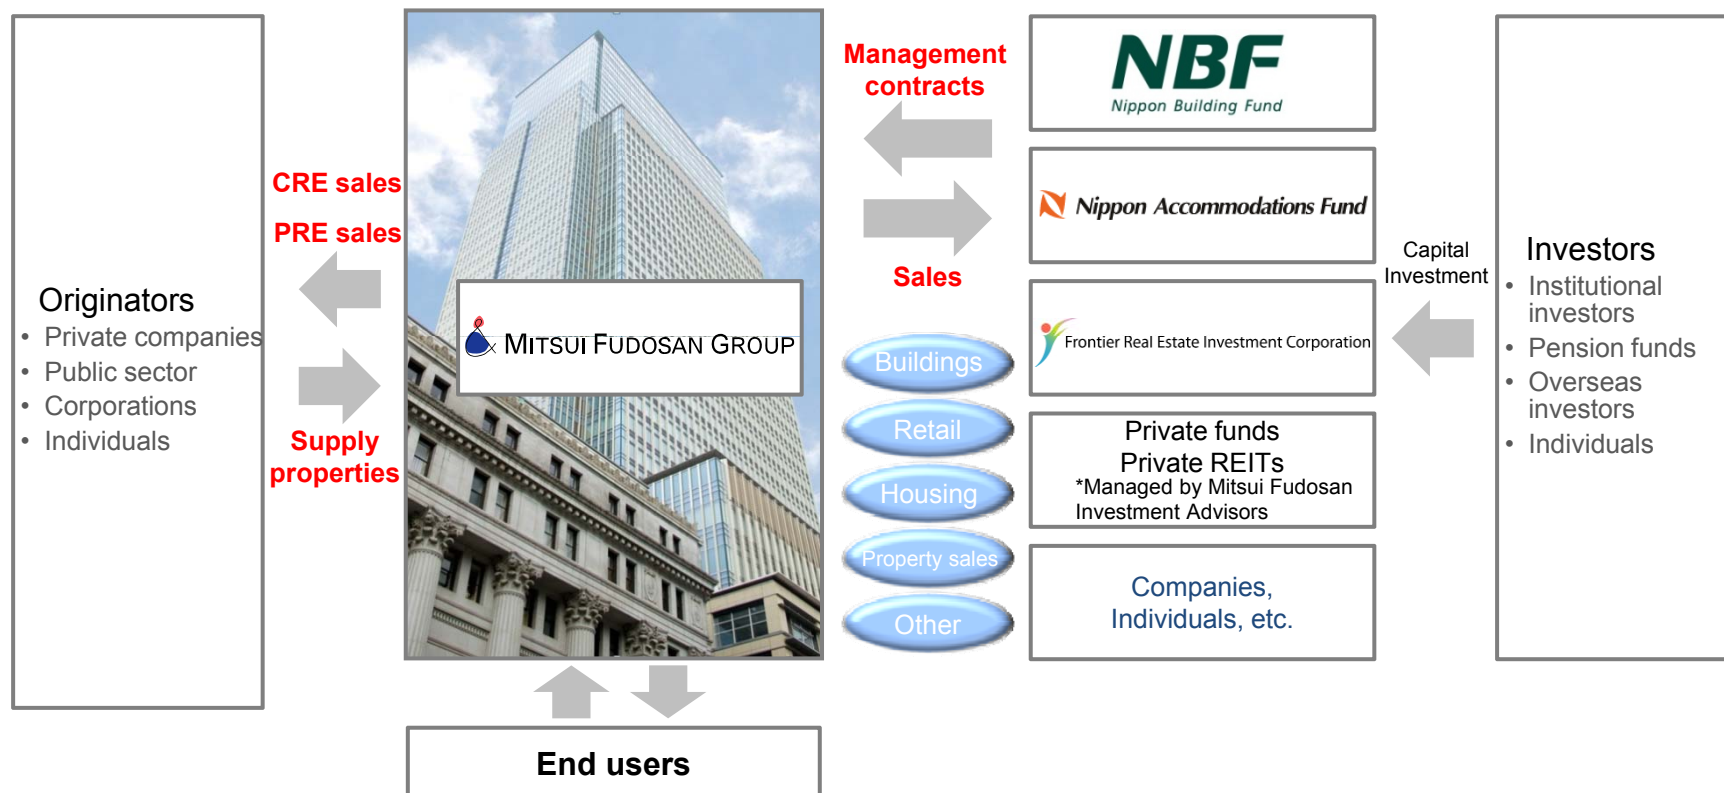 Originators
• Private companies
• Public sector
• Corporations
• Individuals
CRE sales
PRE sales
Supply
properties
MITSUI FUDOSAN GROUP
End users
Management
contracts
Sales
Buildings
Retail
Housing
Property sales
Other
NBF
Nippon Building Fund
Nippon Accommodations Fund
Frontier Real Estate Investment Corporation
Private funds
Private REITs
*Managed by Mitsui Fudosan
Investment Advisors
Companies,
Individuals, etc.
Capital
Investment
Investors
• Institutional
investors
• Pension funds
• Overseas
investors
• Individuals